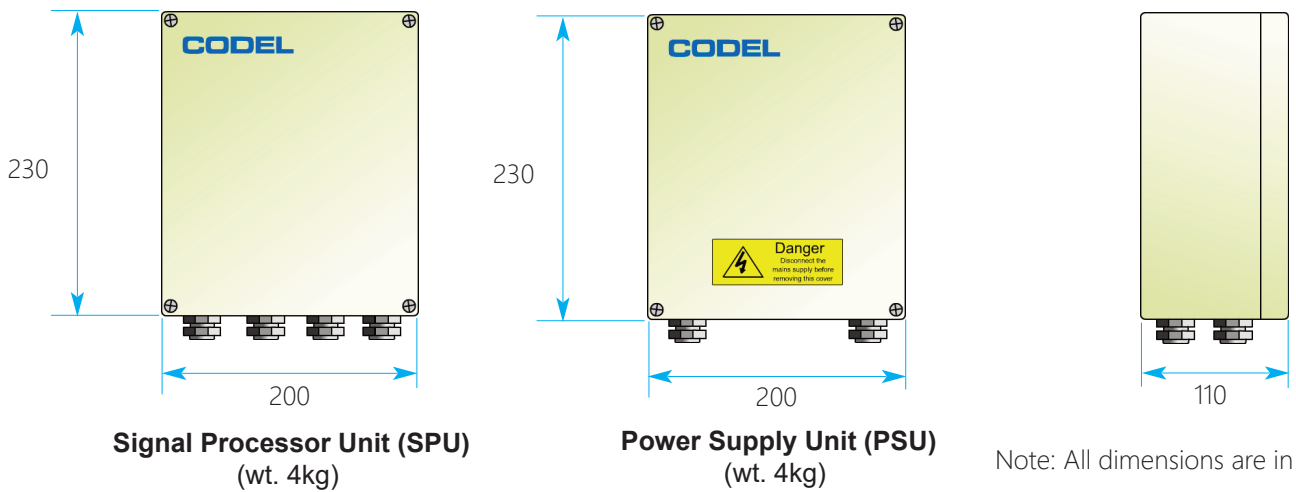 CODEL
230
200
Signal Processor Unit (SPU)
(wt. 4kg)
CODEL
230
Danger
Disconnect the
mains supply before
removing this cover
200
Power Supply Unit (PSU)
(wt. 4kg)
110
Note: All dimensions are in